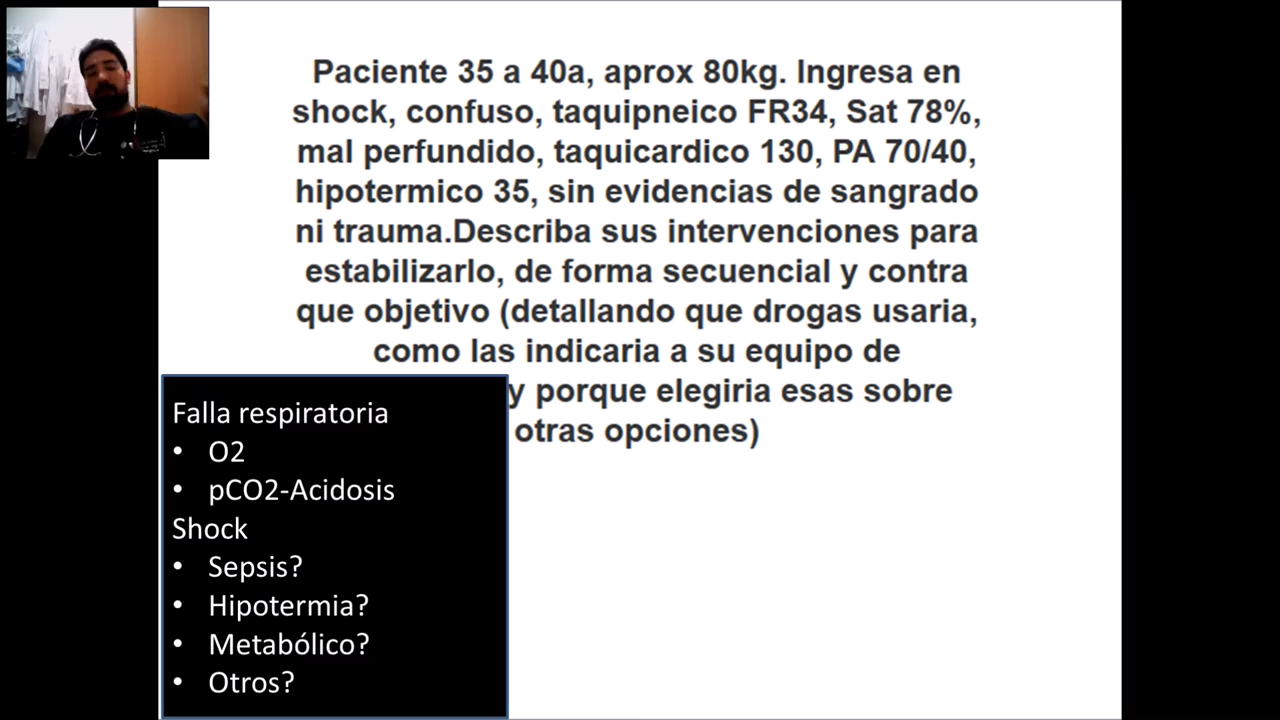 Paciente 35 a 40a, aprox 80kg. Ingresa en
shock, confuso, taquipneico FR34, Sat 78%,
mal perfundido, taquicardico 130, PA 70/40,
hipotermico 35, sin evidencias de sangrado
ni trauma.Describa sus intervenciones para
estabilizarlo, de forma secuencial y contra
que objetivo (detallando que drogas usaria,
como las indicaria a su equipo de
y porque elegiria esas sobre
otras opciones)
Falla respiratoria
• O2
• pCO2-Acidosis
Shock
• Sepsis?
• Hipotermia?
• Metabólico?
• Otros?